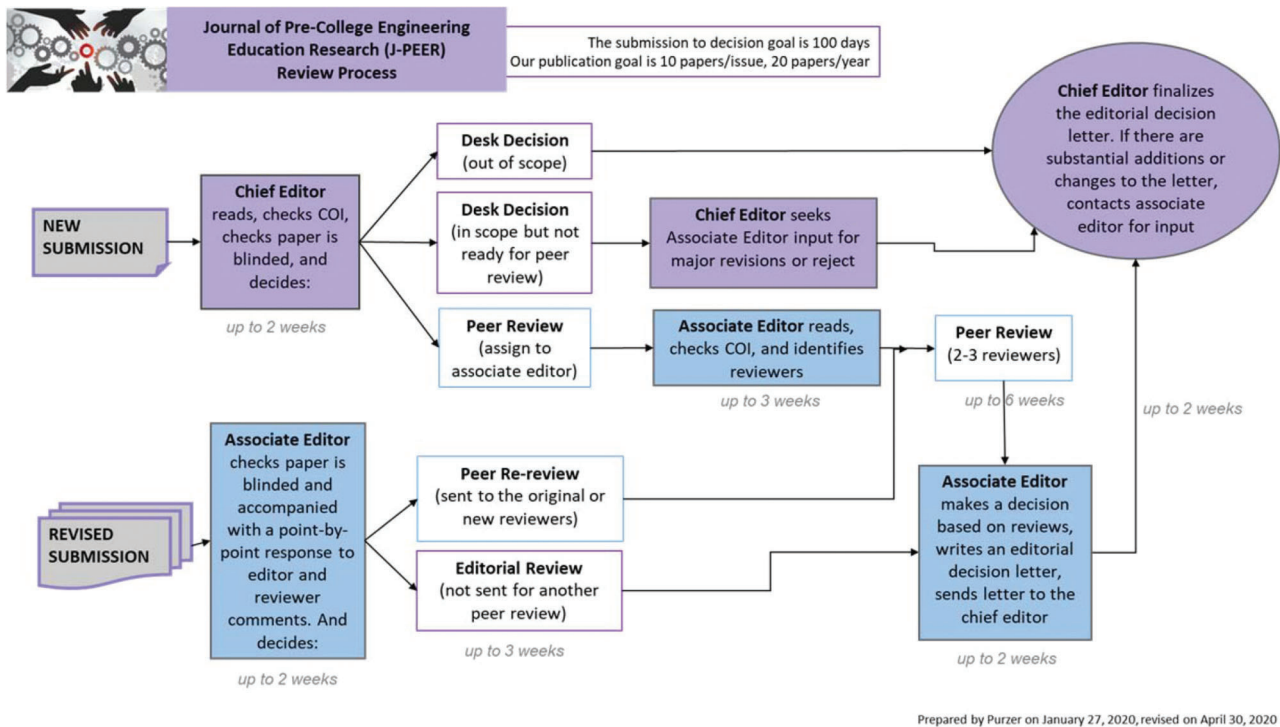 Journal of Pre-College Engineering
Education Research (J-PEER)
Review Process
The submission to decision goal is 100 days
Our publication goal is 10 papers/issue, 20 papers/year
Chief Editor finalizes
the editorial decision
letter. If there are
substantial additions or
changes to the letter,
contacts associate
editor for input
Desk Decision
(out of scope)
NEW
SUBMISSION
Chief Editor
reads, checks COI,
checks paper is
blinded, and
decides:
up to 2 weeks
Desk Decision
(in scope but not
ready for peer
review)
Chief Editor seeks
Associate Editor input for
major revisions or reject
Peer Review
(assign to
associate editor)
Associate Editor reads,
checks COI, and identifies
reviewers
up to 3 weeks
Peer Review
(2-3 reviewers)
up to 6 weeks
up to 2 weeks
REVISED
SUBMISSION
Associate Editor
checks paper is
blinded and
accompanied
with a point-by-
point response to
editor and
reviewer
comments. And
decides:
up to 2 weeks
Peer Re-review
(sent to the original or
new reviewers)
Editorial Review
(not sent for another
peer review)
up to 3 weeks
Associate Editor
makes a decision
based on reviews,
writes an editorial
decision letter,
sends letter to the
chief editor
up to 2 weeks
Prepared by Purzer on January 27, 2020, revised on April 30, 2020